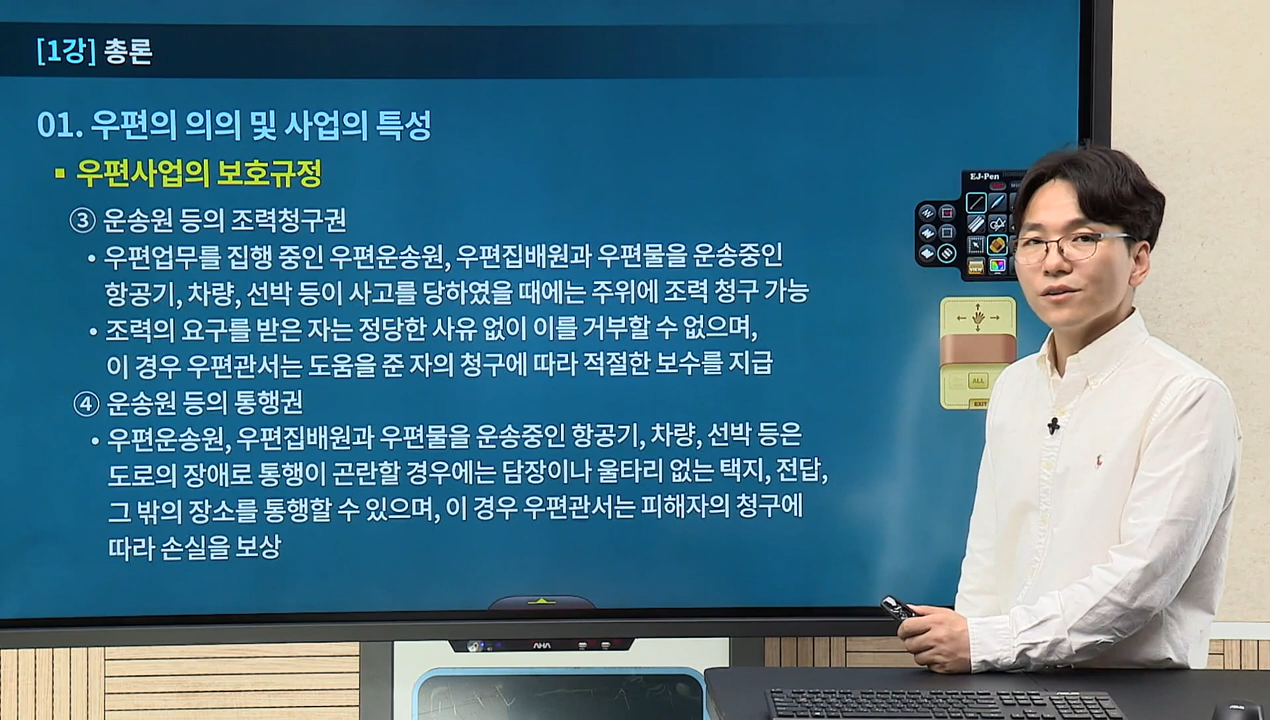 [1강] 총론
01. 우편의 의의 및 사업의 특성
▪ 우편사업의 보호규정
③ 운송원 등의 조력청구권
• 우편업무를 집행 중인 우편운송원, 우편집배원과 우편물을 운송중인
항공기, 차량, 선박 등이 사고를 당하였을 때에는 주위에 조력 청구 가능
• 조력의 요구를 받은 자는 정당한 사유 없이 이를 거부할 수 없으며,
이 경우 우편관서는 도움을 준 자의 청구에 따라 적절한 보수를 지급
④ 운송원 등의 통행권
• 우편운송원, 우편집배원과 우편물을 운송중인 항공기, 차량, 선박 등은
도로의 장애로 통행이 곤란할 경우에는 담장이나 울타리 없는 택지, 전답,
그 밖의 장소를 통행할 수 있으며, 이 경우 우편관서는 피해자의 청구에
따라 손실을 보상
EJ-Pen
VIEW
ALL
EXIT
AHA